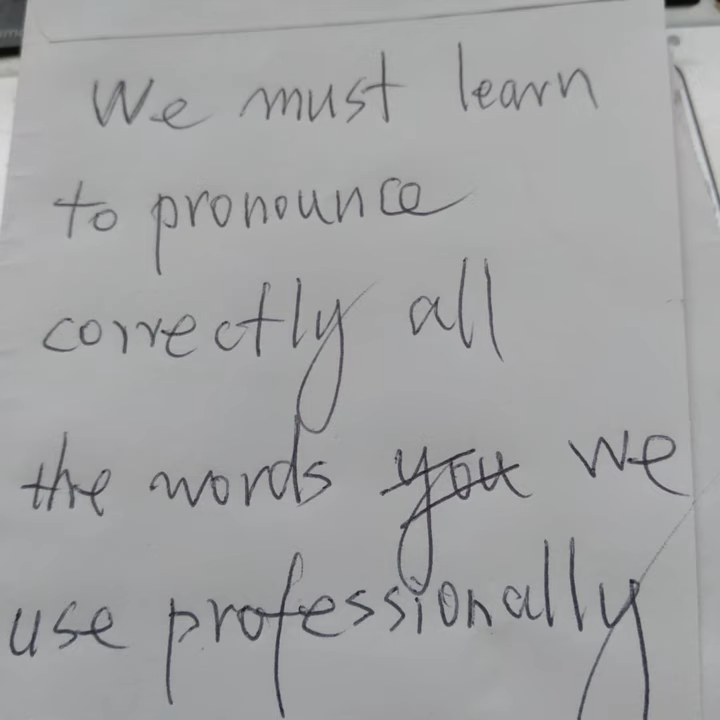 We must learn
to pronounce
correctly all
the words you we
use professionally